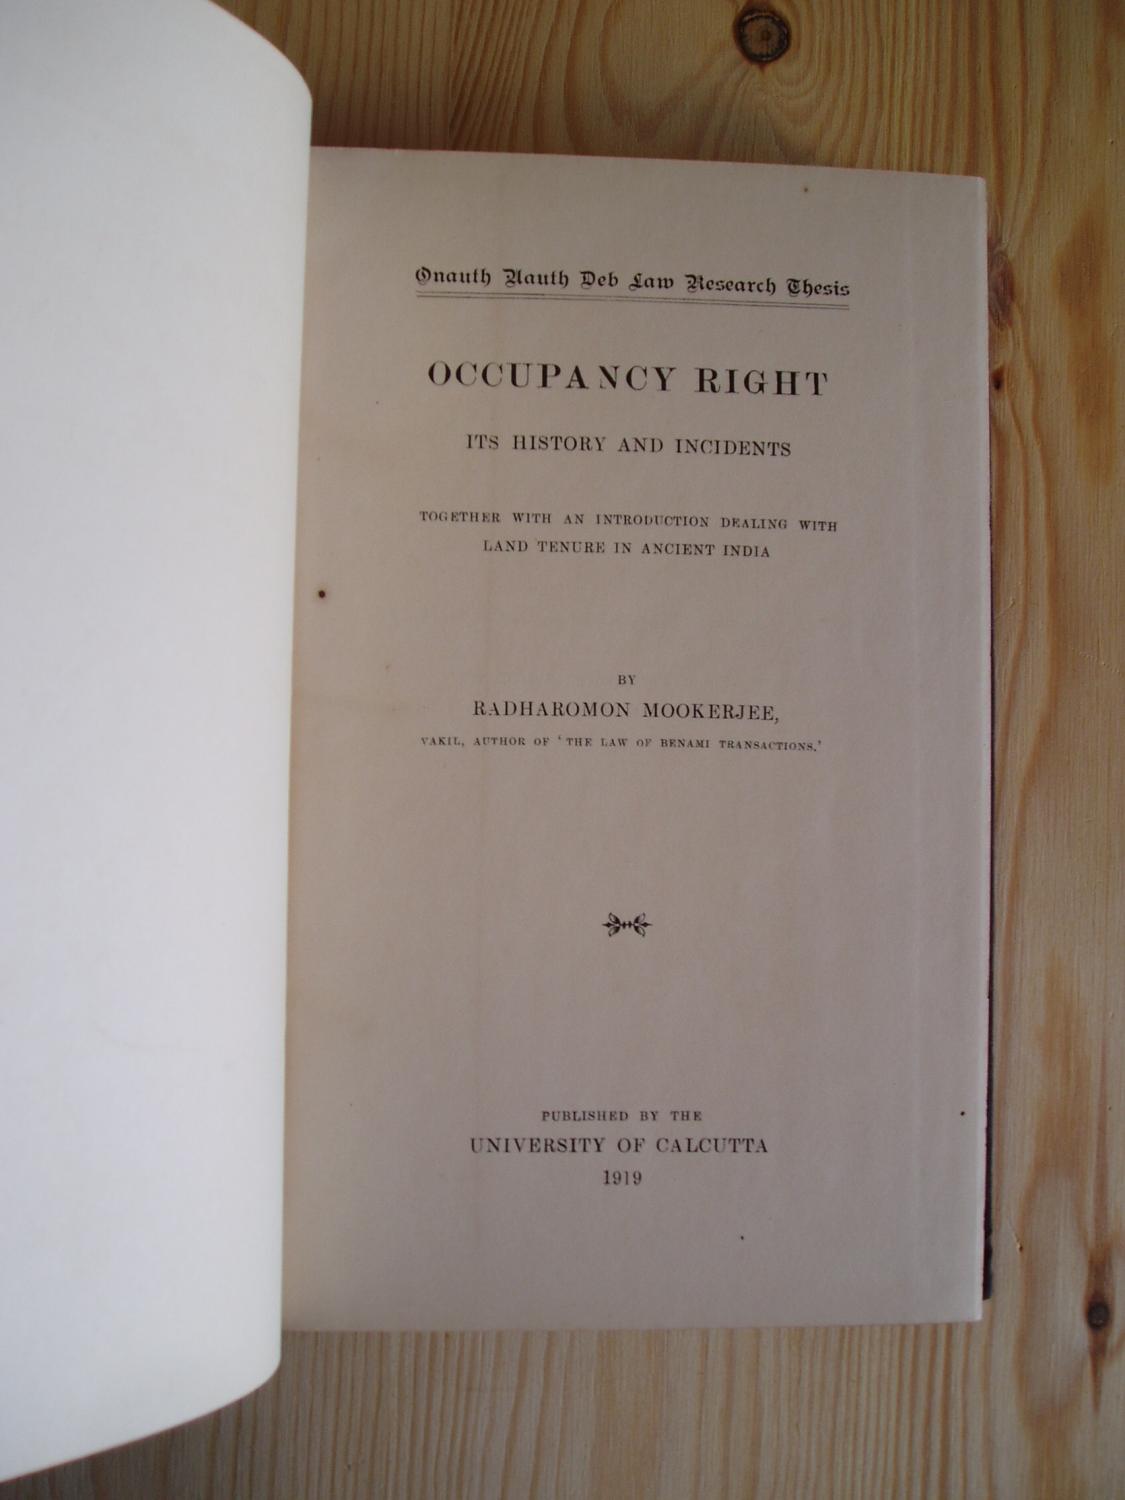 Onauth Nauth Deb Law Research Thesis
OCCUPANCY RIGHT
ITS HISTORY AND INCIDENTS
TOGETHER WITH AN INTRODUCTION DEALING WITH
LAND TENURE IN ANCIENT INDIA
BY
RADHAROMON MOOKERJEE,
VAKIL, AUTHOR OF ‘ THE LAW OF BENAMI TRANSACTIONS.’
PUBLISHED BY THE
UNIVERSITY OF CALCUTTA
1919